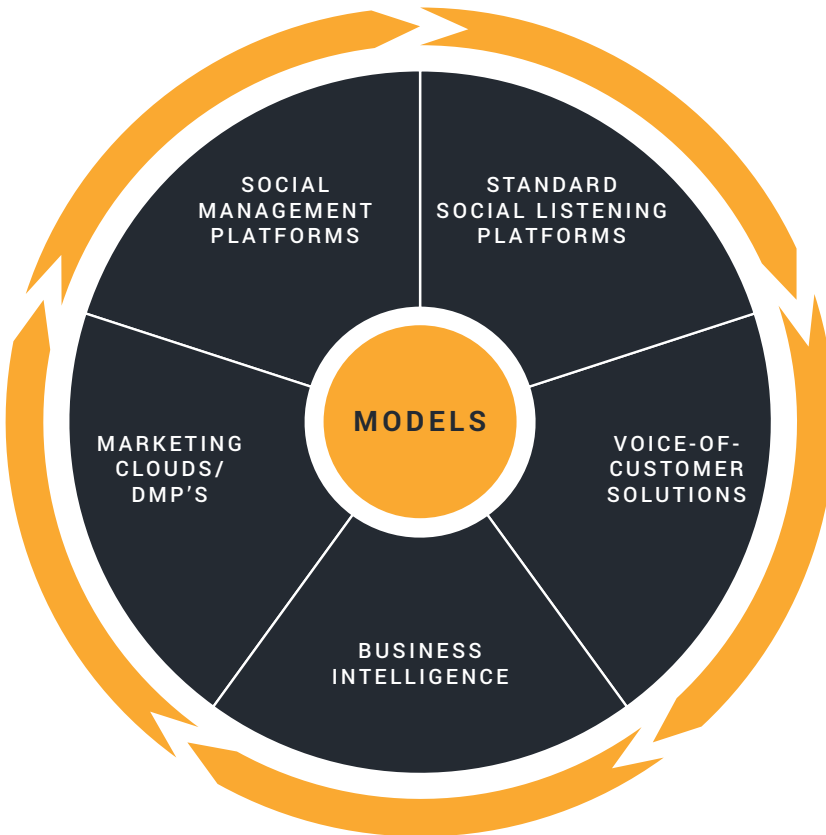 SOCIAL
MANAGEMENT
PLATFORMS
STANDARD
SOCIAL LISTENING
PLATFORMS
MODELS
MARKETING
CLOUDS/
DMP’S
VOICE-OF-
CUSTOMER
SOLUTIONS
BUSINESS
INTELLIGENCE